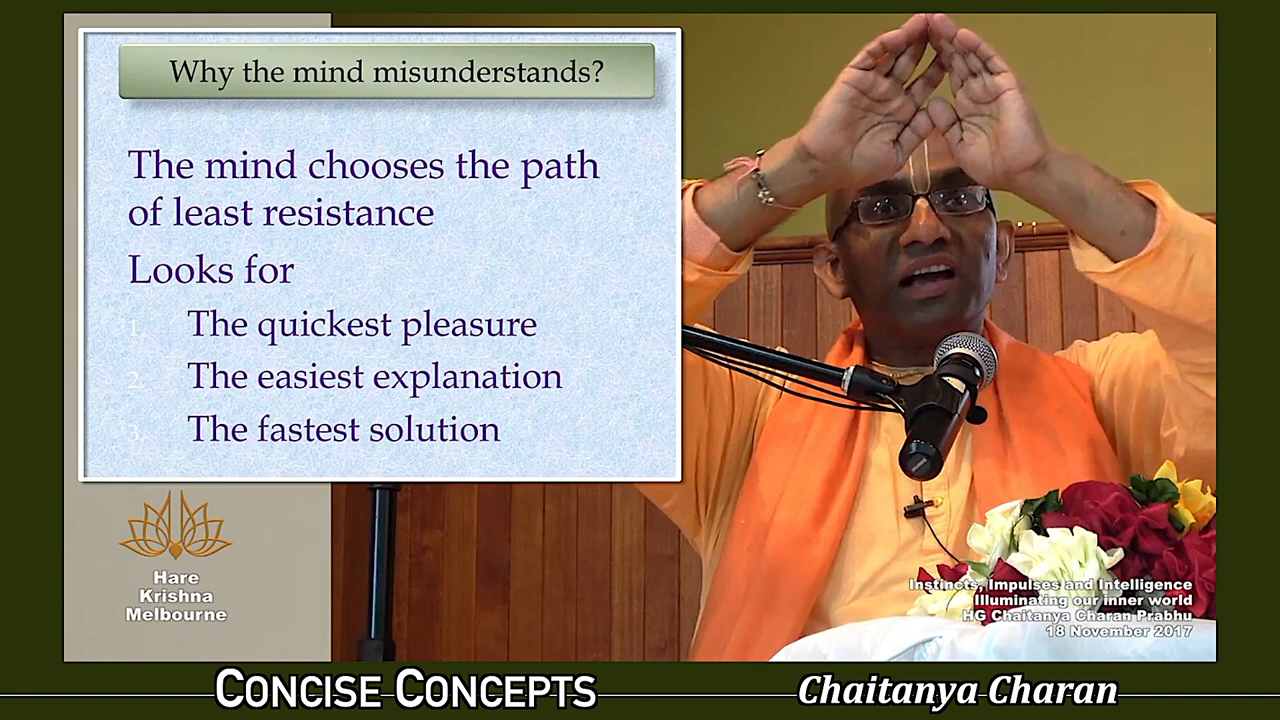 Why the mind misunderstands?
The mind chooses the path
of least resistance
Looks for
1. The quickest pleasure
2. The easiest explanation
3. The fastest solution
Hare
Krishna
Melbourne
Instincts, Impulses and Intelligence
Illuminating our inner world
HG Chaitanya Charan Prabhu
18 November 2017
CONCISE CONCEPTS
Chaitanya Charan